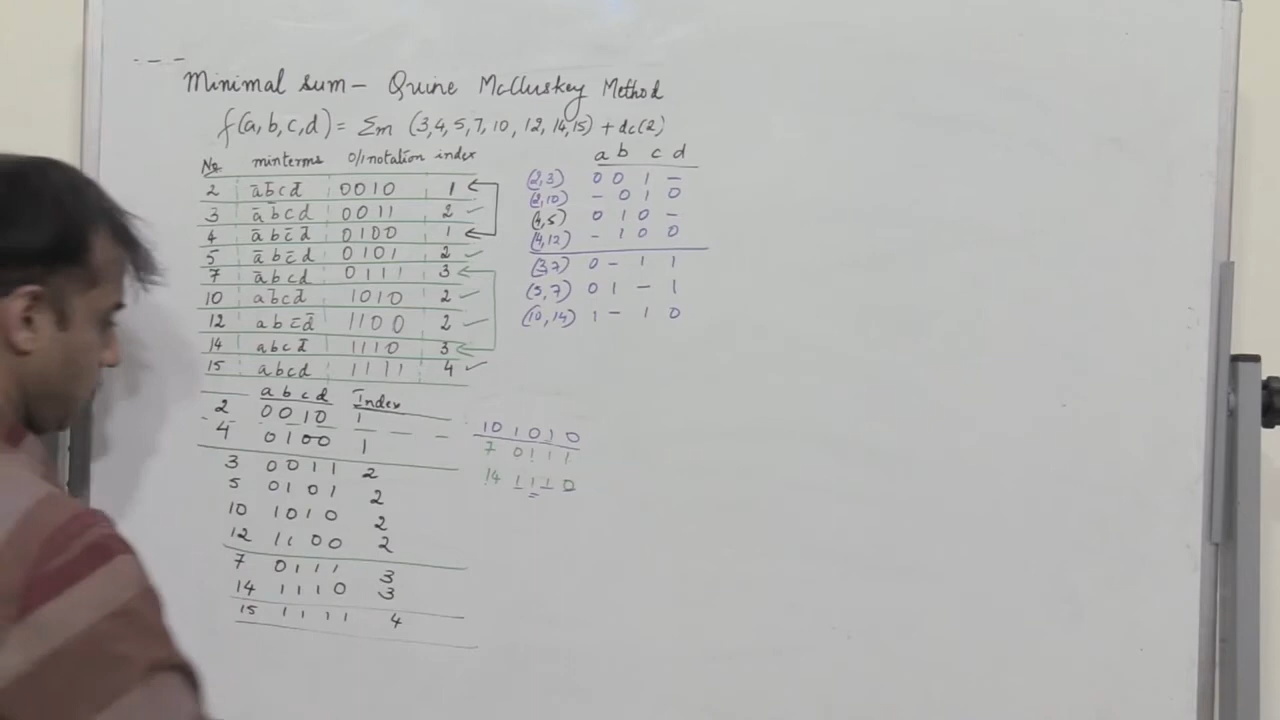 Minimal sum – Quine McCluskey Method
f(a,b,c,d) = Σm (3,4,5,7,10,12,14,15) + dc(2)
No minterms 0/1 notation index
2 a̅b̅cd̅ 0010 1
3 a̅b̅cd 0011 2
4 a̅bc̅d̅ 0100 1
5 a̅bc̅d 0101 2
7 a̅bcd 0111 3
10 ab̅cd̅ 1010 2
12 abc̅d̅ 1100 2
14 abcd̅ 1110 3
15 abcd 1111 4
a b c d
(2,3) 0 0 1 –
(2,10) – 0 1 0
(4,5) 0 1 0 –
(4,12) – 1 0 0
(3,7) 0 – 1 1
(5,7) 0 1 – 1
(10,14) 1 – 1 0
a b c d Index
2 0010 1
4 0100 1
3 0011 2
5 0101 2
10 1010 2
12 1100 2
7 0111 3
14 1110 3
15 1111 4
10 1010
7 0111
14 1110